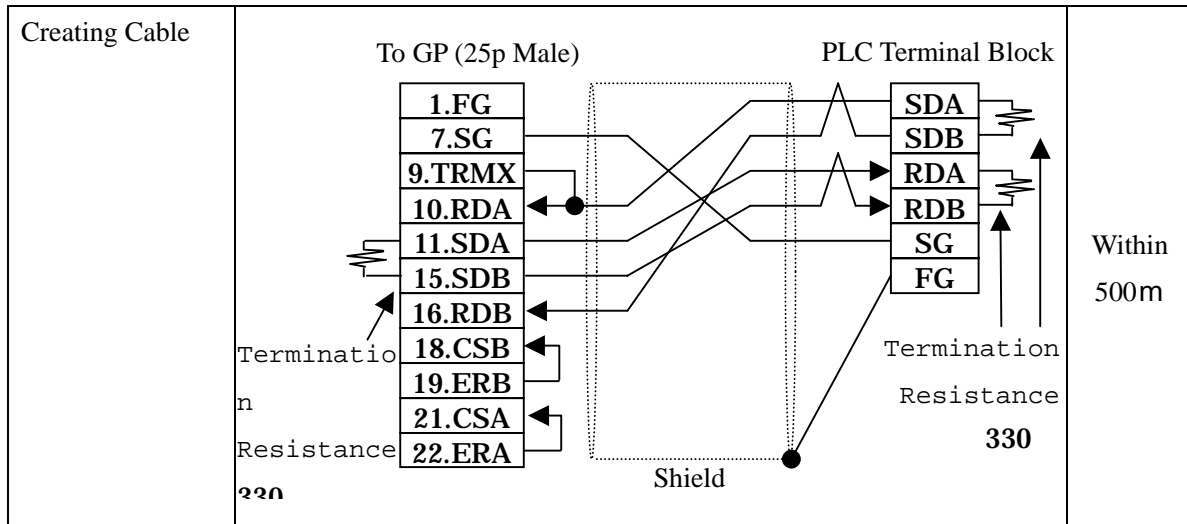 Creating Cable
To GP (25p Male)
PLC Terminal Block
1.FG
7.SG
9.TRMX
10.RDA
11.SDA
15.SDB
16.RDB
18.CSB
19.ERB
21.CSA
22.ERA
Terminatio
n
Resistance
330
Shield
SDA
SDB
RDA
RDB
SG
FG
Termination
Resistance
330
Within
500m